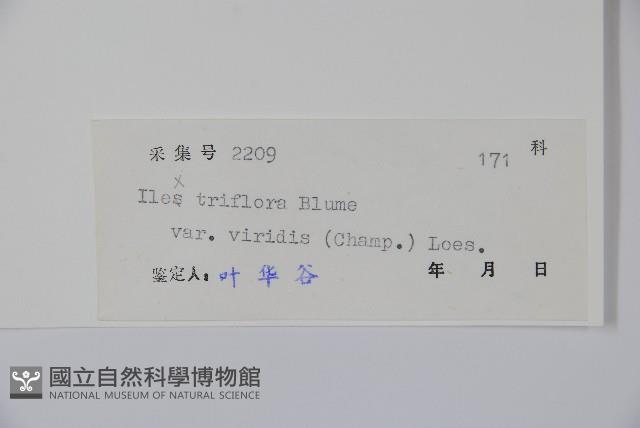 采集号 2209 171 科
x
Iles triflora Blume
var. viridis (Champ.) Loes.
鉴定人: 叶华谷 年 月 日
國立自然科學博物館
NATIONAL MUSEUM OF NATURAL SCIENCE